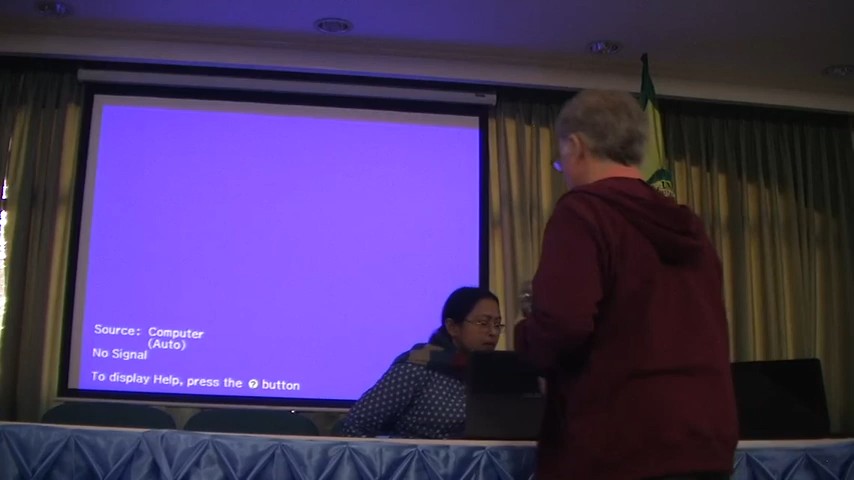 Source: Computer
(Auto)
No Signal
To display Help, press the ? button